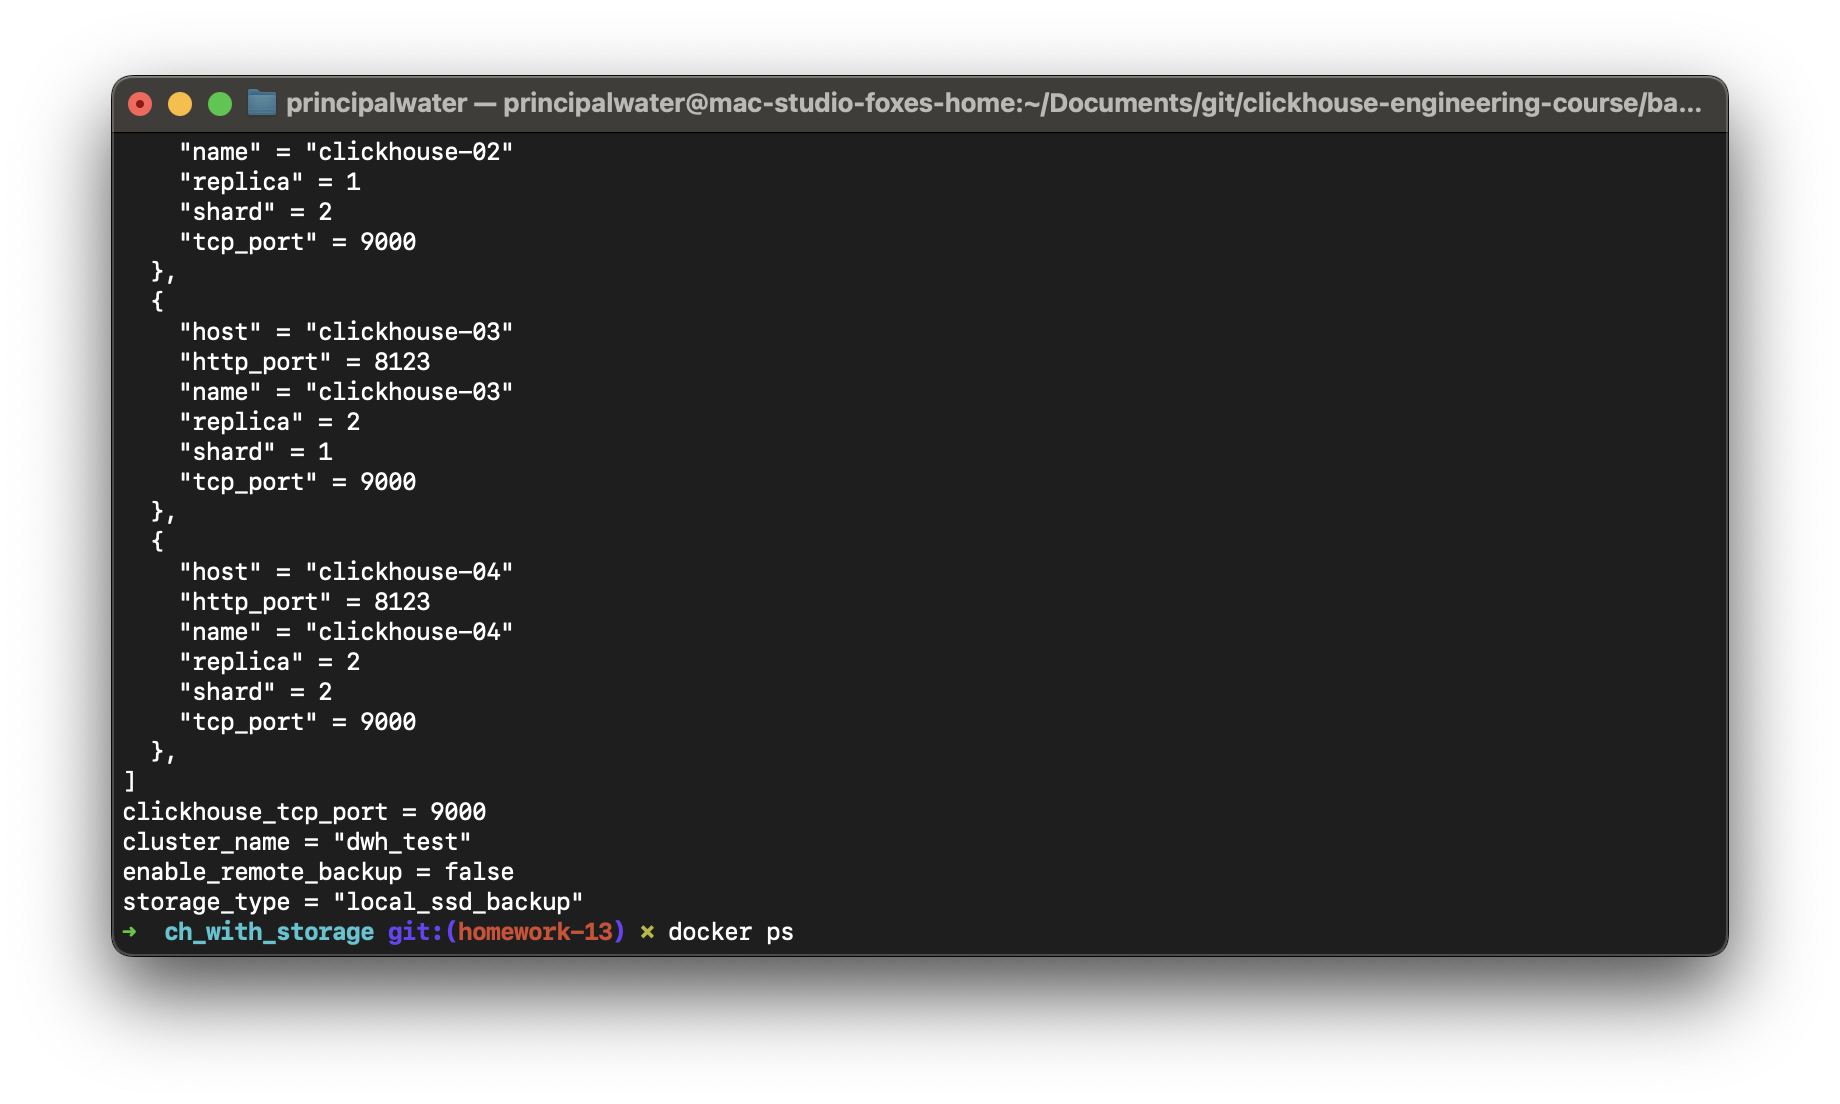 principalwater — principalwater@mac-studio-foxes-home:~/Documents/git/clickhouse-engineering-course/ba...
    "name" = "clickhouse-02"
    "replica" = 1
    "shard" = 2
    "tcp_port" = 9000
  },
  {
    "host" = "clickhouse-03"
    "http_port" = 8123
    "name" = "clickhouse-03"
    "replica" = 2
    "shard" = 1
    "tcp_port" = 9000
  },
  {
    "host" = "clickhouse-04"
    "http_port" = 8123
    "name" = "clickhouse-04"
    "replica" = 2
    "shard" = 2
    "tcp_port" = 9000
  },
]
clickhouse_tcp_port = 9000
cluster_name = "dwh_test"
enable_remote_backup = false
storage_type = "local_ssd_backup"
➜  ch_with_storage git:(homework-13) ✗ docker ps